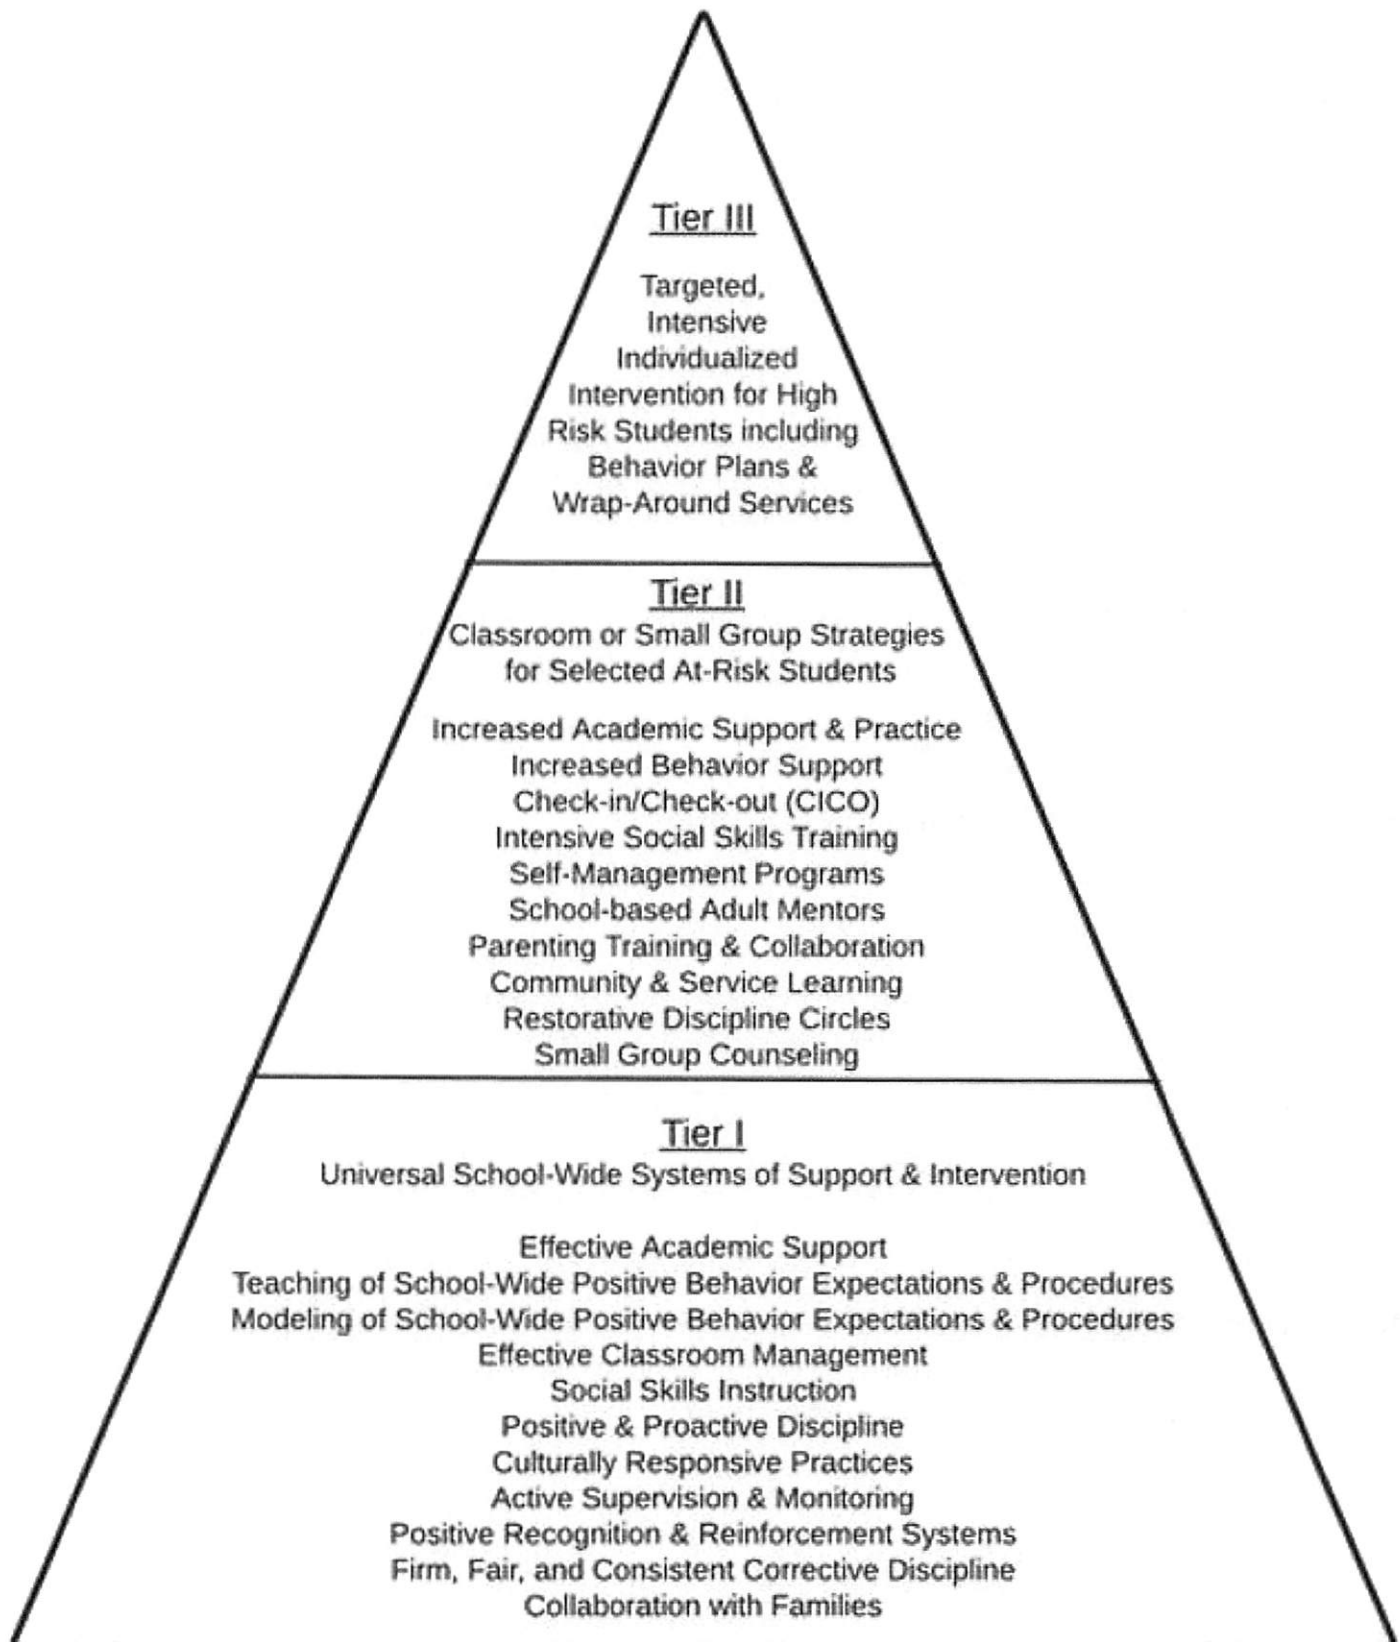 Tier III
Targeted,
Intensive
Individualized
Intervention for High
Risk Students including
Behavior Plans &
Wrap-Around Services
Tier II
Classroom or Small Group Strategies
for Selected At-Risk Students
Increased Academic Support & Practice
Increased Behavior Support
Check-in/Check-out (CICO)
Intensive Social Skills Training
Self-Management Programs
School-based Adult Mentors
Parenting Training & Collaboration
Community & Service Learning
Restorative Discipline Circles
Small Group Counseling
Tier I
Universal School-Wide Systems of Support & Intervention
Effective Academic Support
Teaching of School-Wide Positive Behavior Expectations & Procedures
Modeling of School-Wide Positive Behavior Expectations & Procedures
Effective Classroom Management
Social Skills Instruction
Positive & Proactive Discipline
Culturally Responsive Practices
Active Supervision & Monitoring
Positive Recognition & Reinforcement Systems
Firm, Fair, and Consistent Corrective Discipline
Collaboration with Families